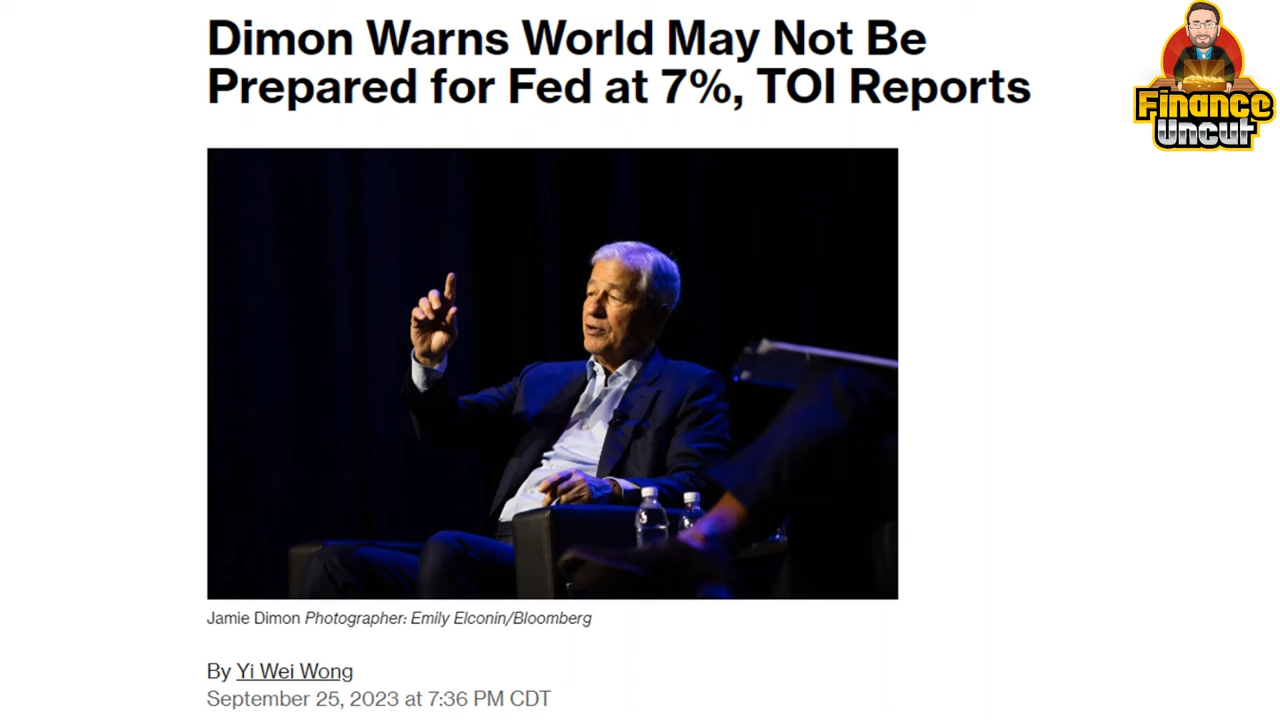 Dimon Warns World May Not Be
Prepared for Fed at 7%, TOI Reports
Finance
Uncut
Jamie Dimon Photographer: Emily Elconin/Bloomberg
By Yi Wei Wong
September 25, 2023 at 7:36 PM CDT